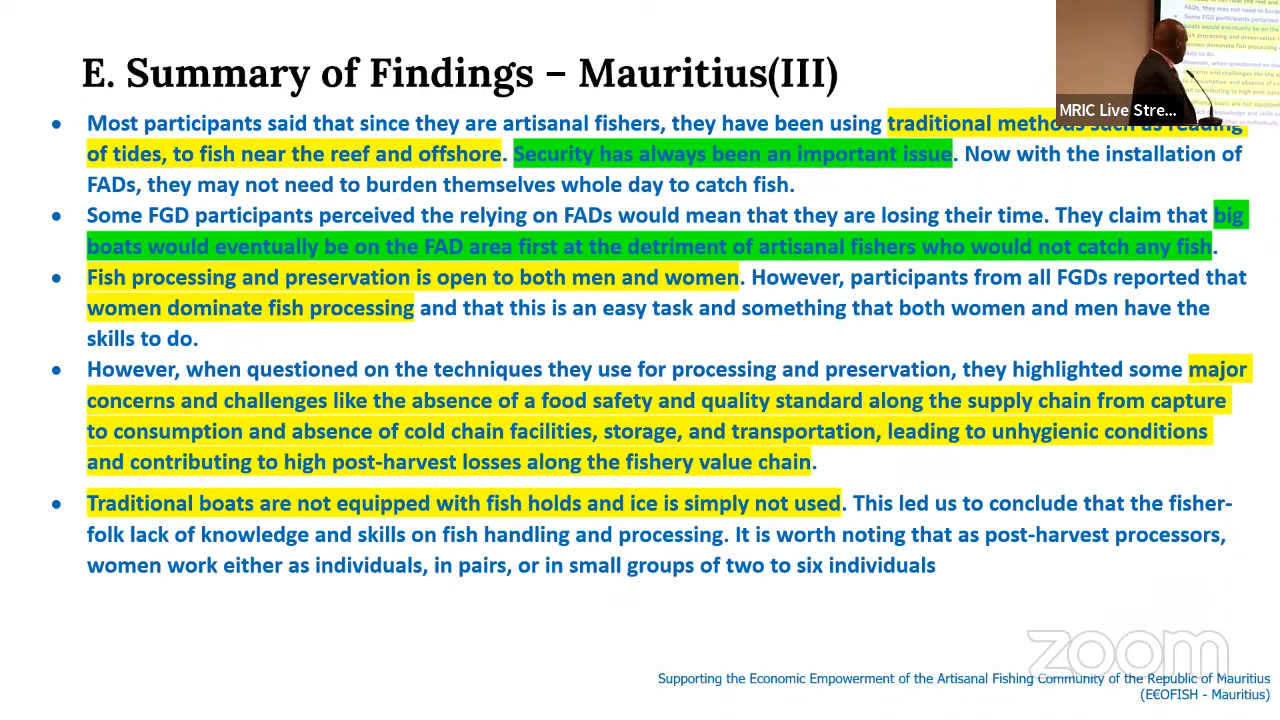 E. Summary of Findings – Mauritius(III)
MRIC Live Stre...
• Most participants said that since they are artisanal fishers, they have been using traditional methods such as reading
of tides, to fish near the reef and offshore. Security has always been an important issue. Now with the installation of
FADs, they may not need to burden themselves whole day to catch fish.
• Some FGD participants perceived the relying on FADs would mean that they are losing their time. They claim that big
boats would eventually be on the FAD area first at the detriment of artisanal fishers who would not catch any fish.
• Fish processing and preservation is open to both men and women. However, participants from all FGDs reported that
women dominate fish processing and that this is an easy task and something that both women and men have the
skills to do.
• However, when questioned on the techniques they use for processing and preservation, they highlighted some major
concerns and challenges like the absence of a food safety and quality standard along the supply chain from capture
to consumption and absence of cold chain facilities, storage, and transportation, leading to unhygienic conditions
and contributing to high post-harvest losses along the fishery value chain.
• Traditional boats are not equipped with fish holds and ice is simply not used. This led us to conclude that the fisher-
folk lack of knowledge and skills on fish handling and processing. It is worth noting that as post-harvest processors,
women work either as individuals, in pairs, or in small groups of two to six individuals
zoom
Supporting the Economic Empowerment of the Artisanal Fishing Community of the Republic of Mauritius
(E€OFISH - Mauritius)